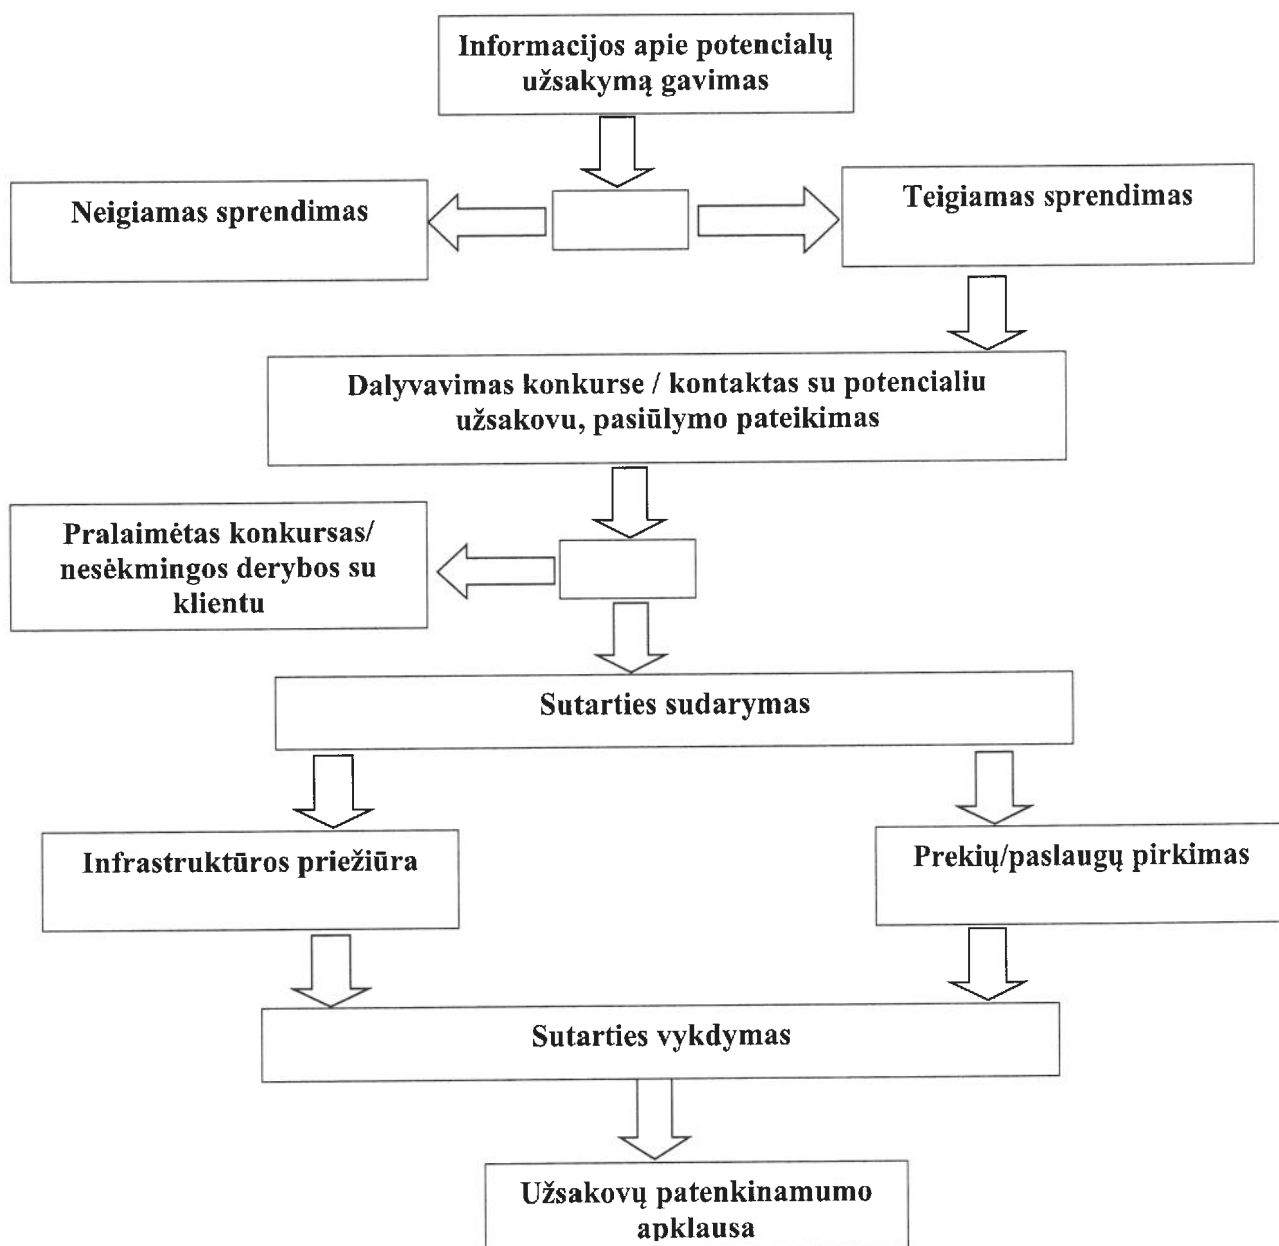 Informacijos apie potencialų
užsakymą gavimas
Neigiamas sprendimas
Teigiamas sprendimas
Dalyvavimas konkurse / kontaktas su potencialiu
užsakovu, pasiūlymo pateikimas
Pralaimėtas konkursas/
nesėkmingos derybos su
klientu
Sutarties sudarymas
Infrastruktūros priežiūra
Prekių/paslaugų pirkimas
Sutarties vykdymas
Užsakovų patenkinamumo
apklausa